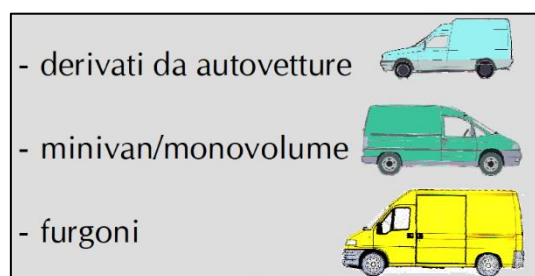 - derivati da autovetture
- minivan/monovolume
- furgoni